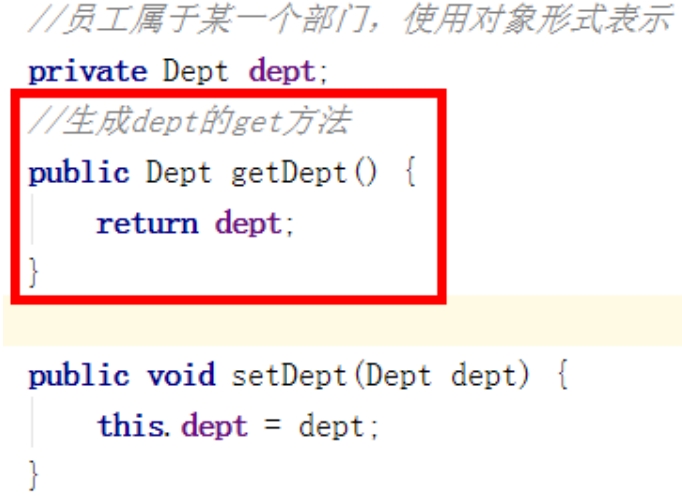 //员工属于某一个部门，使用对象形式表示
private Dept dept;
//生成dept的get方法
public Dept getDept() {
return dept;
}
public void setDept(Dept dept) {
this.dept = dept;
}